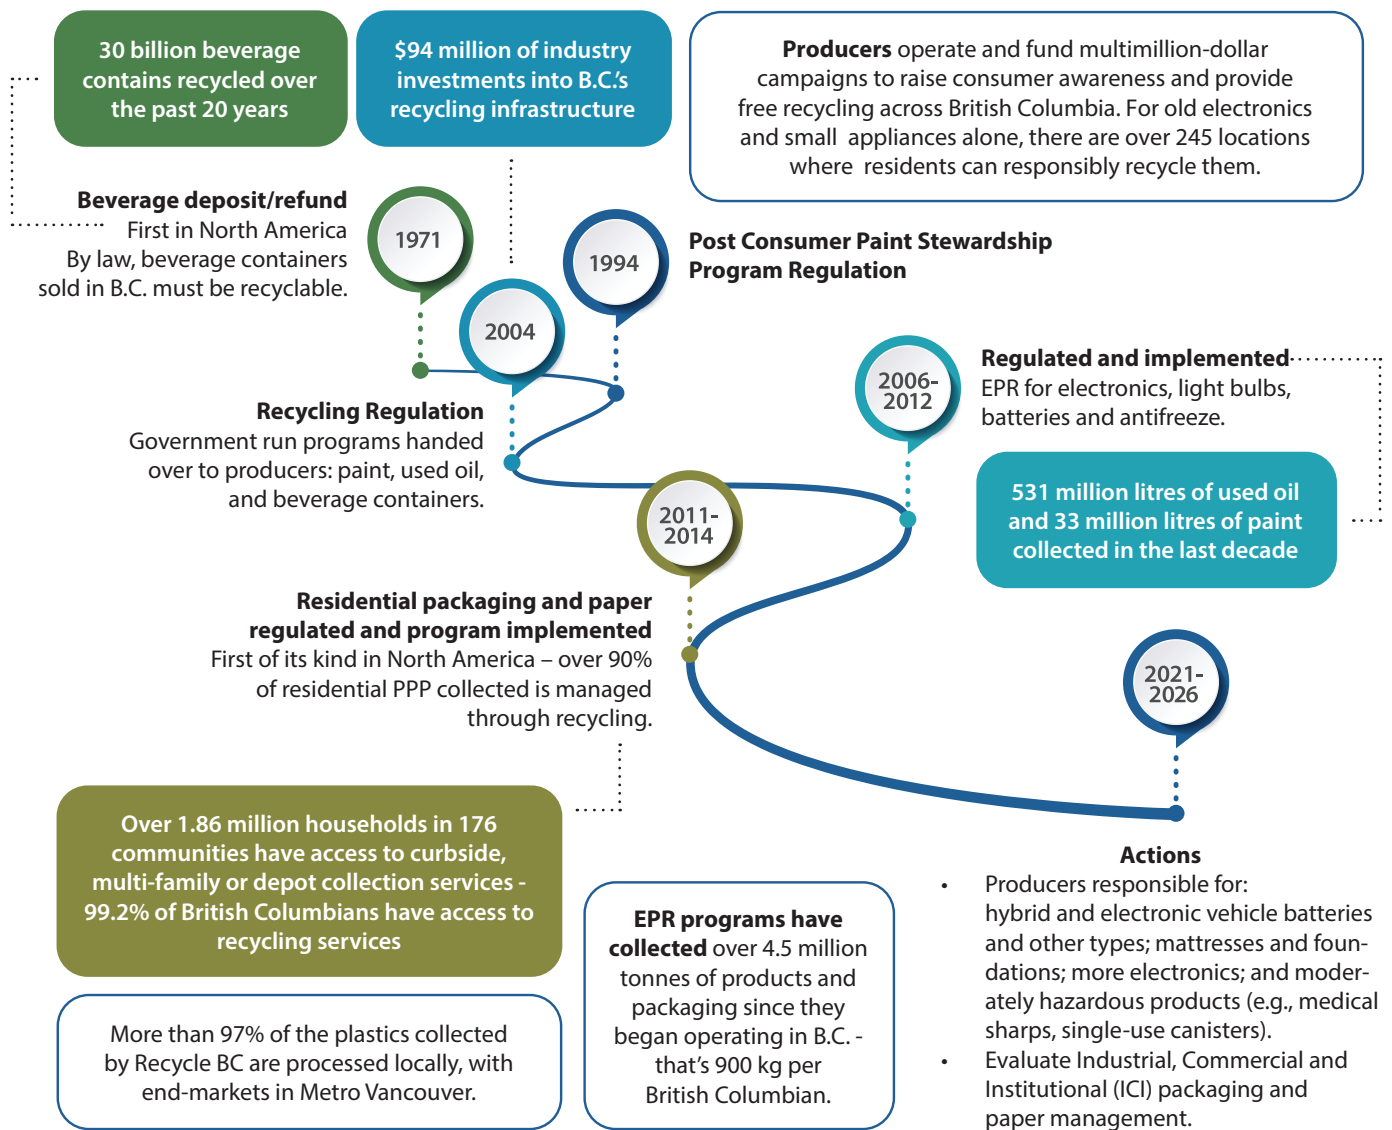 30 billion beverage
contains recycled over
the past 20 years
$94 million of industry
investments into B.C.'s
recycling infrastructure
Producers operate and fund multimillion-dollar
campaigns to raise consumer awareness and provide
free recycling across British Columbia. For old electronics
and small appliances alone, there are over 245 locations
where residents can responsibly recycle them.
Beverage deposit/refund
First in North America
By law, beverage containers
sold in B.C. must be recyclable.
1971
1994
Post Consumer Paint Stewardship
Program Regulation
2004
Recycling Regulation
Government run programs handed
over to producers: paint, used oil,
and beverage containers.
2006-
2012
Regulated and implemented
EPR for electronics, light bulbs,
batteries and antifreeze.
531 million litres of used oil
and 33 million litres of paint
collected in the last decade
2011-
2014
Residential packaging and paper
regulated and program implemented
First of its kind in North America – over 90%
of residential PPP collected is managed
through recycling.
Over 1.86 million households in 176
communities have access to curbside,
multi-family or depot collection services -
99.2% of British Columbians have access to
recycling services
More than 97% of the plastics collected
by Recycle BC are processed locally, with
end-markets in Metro Vancouver.
EPR programs have
collected over 4.5 million
tonnes of products and
packaging since they
began operating in B.C. -
that's 900 kg per
British Columbian.
2021-
2026
Actions
• Producers responsible for:
hybrid and electronic vehicle batteries
and other types; mattresses and foun-
dations; more electronics; and moder-
ately hazardous products (e.g., medical
sharps, single-use canisters).
• Evaluate Industrial, Commercial and
Institutional (ICI) packaging and
paper management.